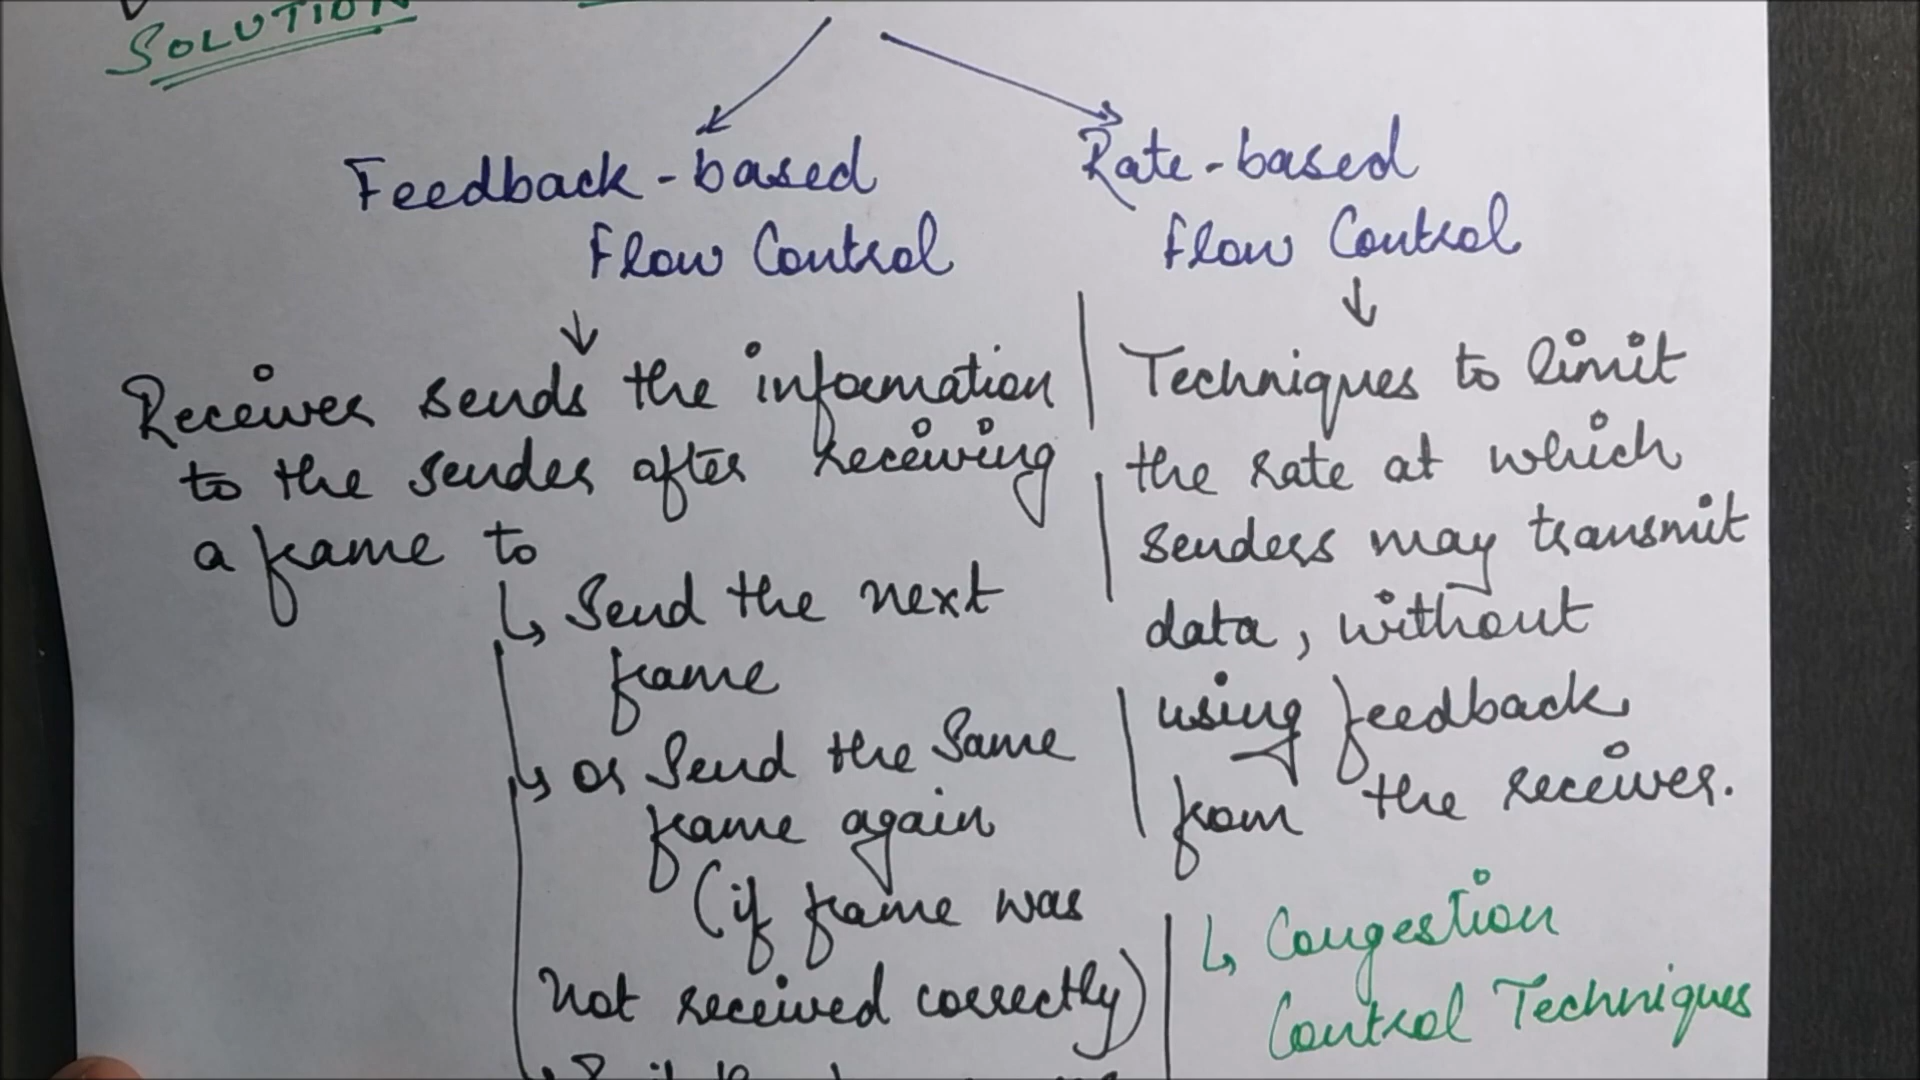 SOLUTION
Feedback-based
Flow Control
Receiver sends the information
to the sender after receiving
a frame to
↳ Send the next
frame
↳ or Send the Same
frame again
(if frame was
not received correctly)
Rate-based
Flow Control
Techniques to limit
the rate at which
senders may transmit
data, without
using feedback
from the receiver.
↳ Congestion
Control Techniques